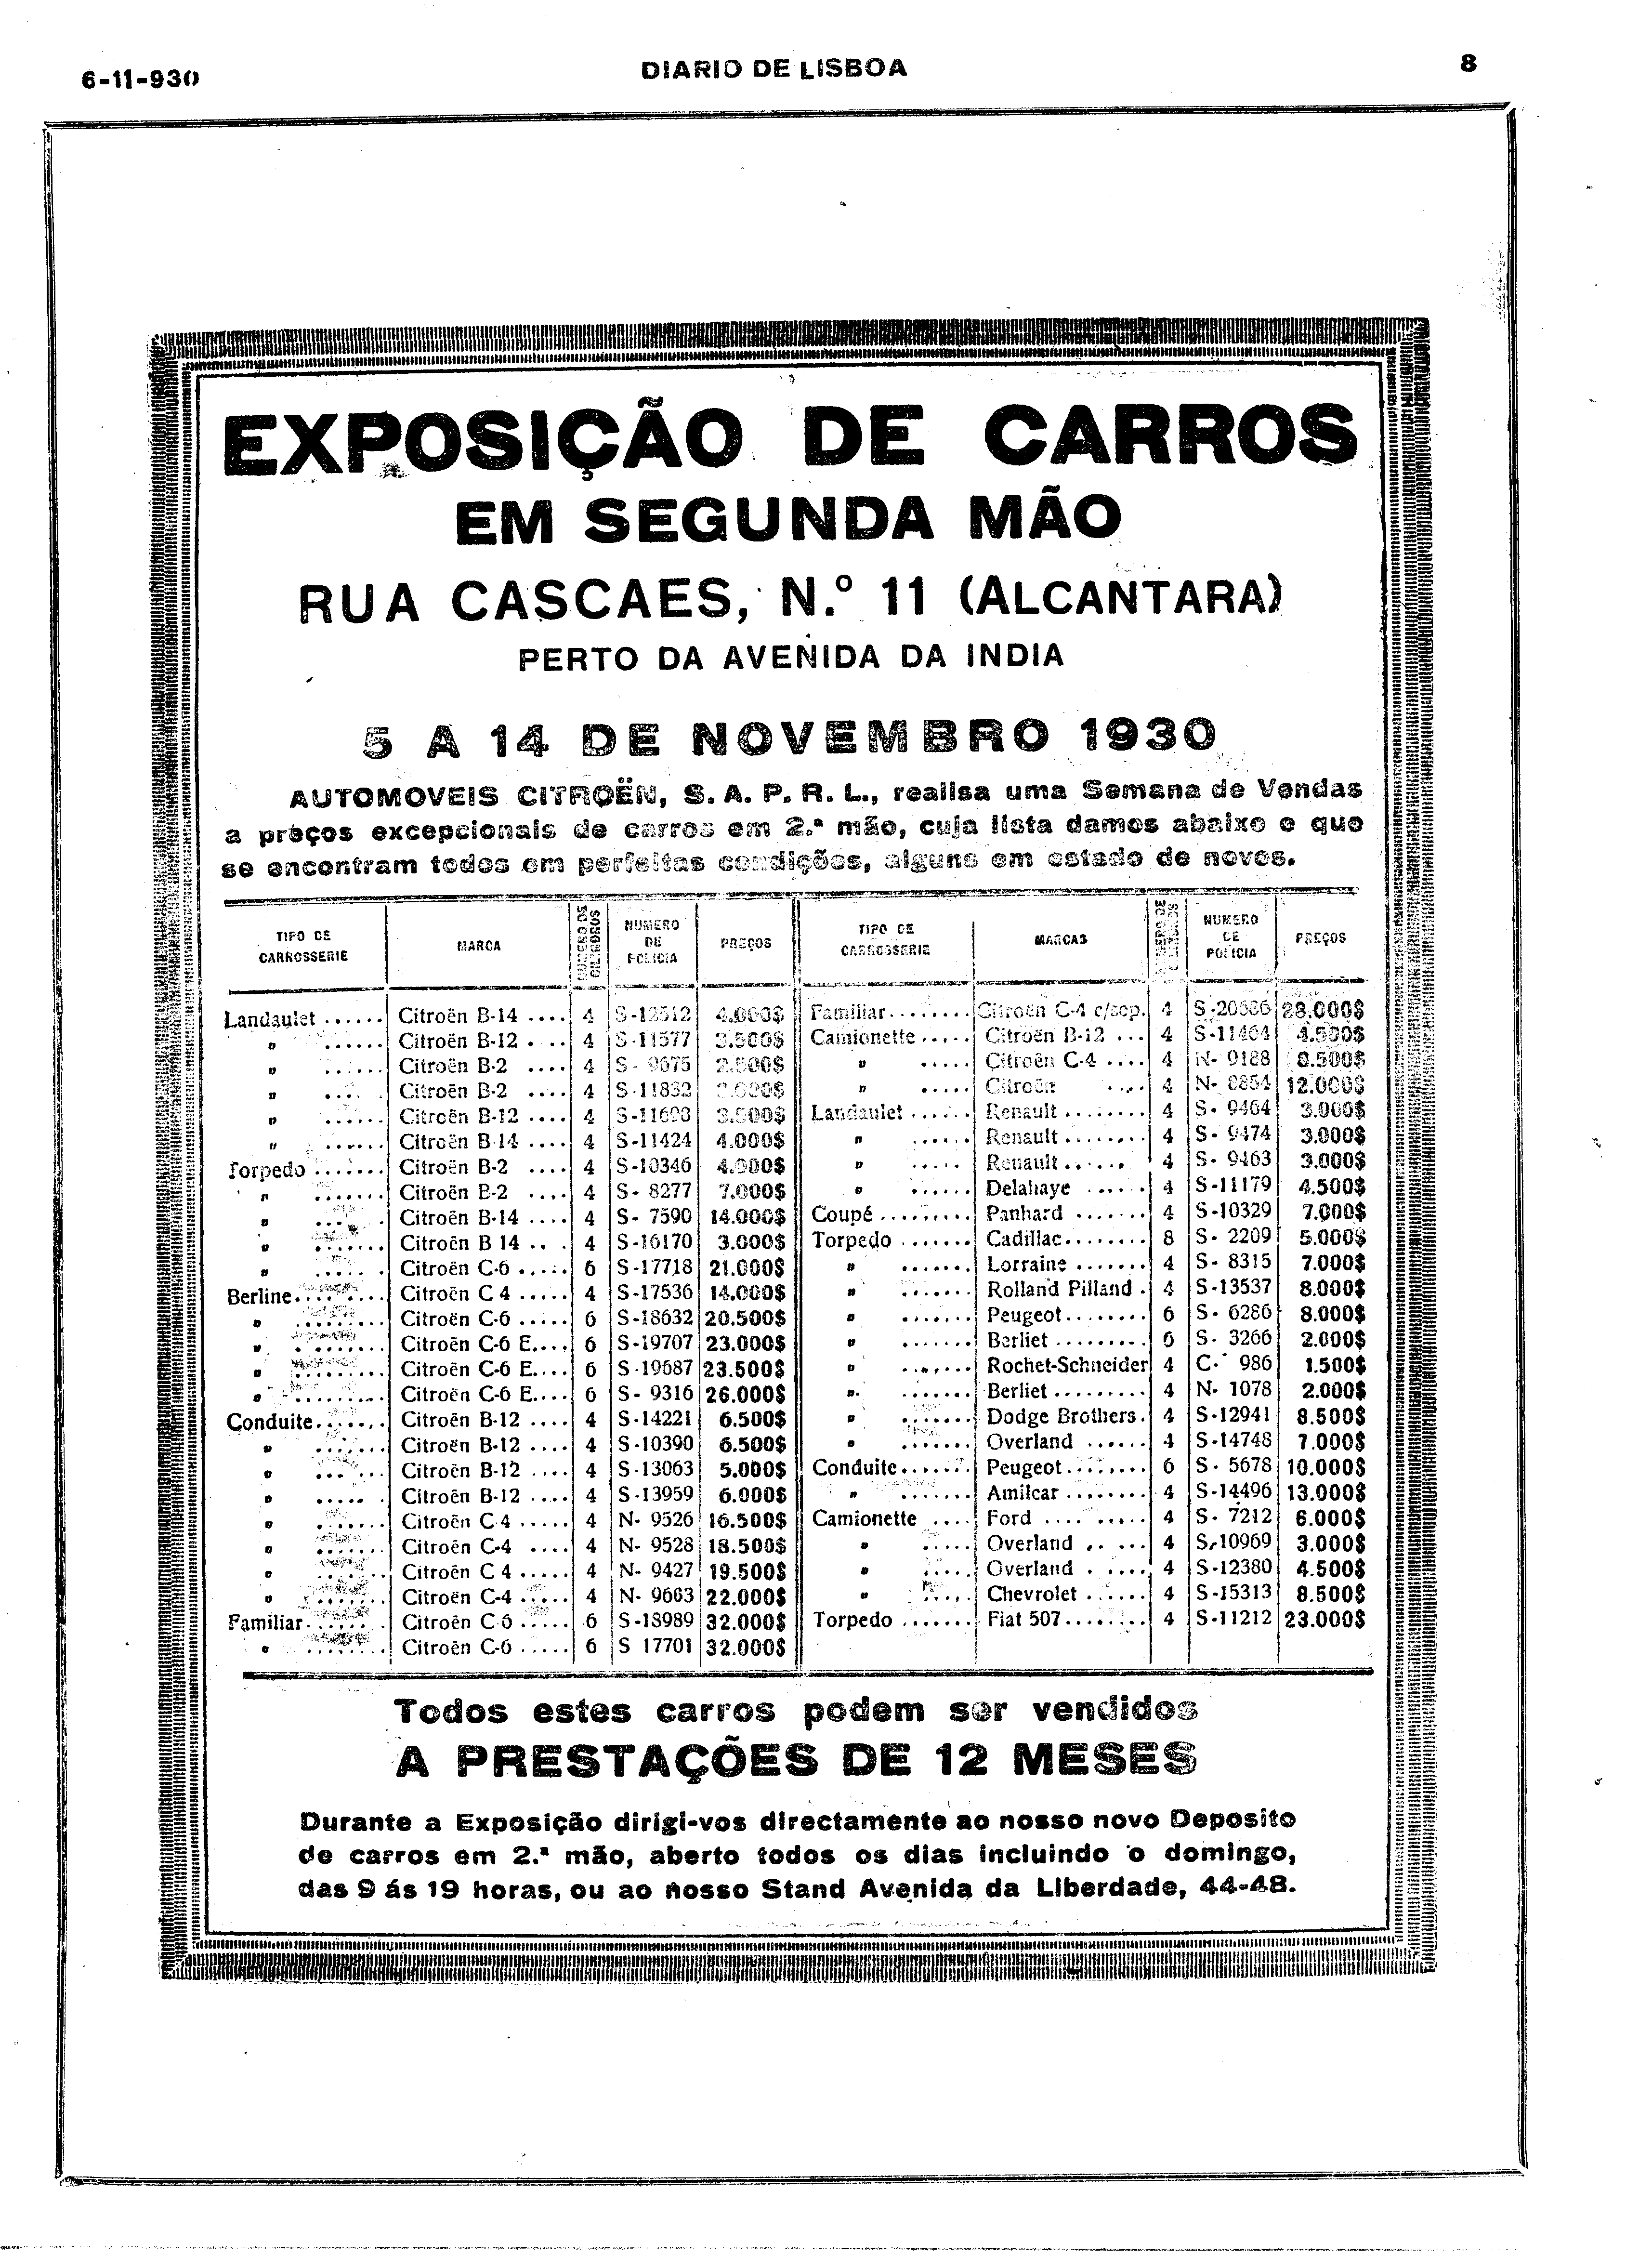 6-11-930
DIARIO DE LISBOA
8
EXPOSIÇÃO DE CARROS
EM SEGUNDA MÃO
RUA CASCAES, N.º 11 (ALCANTARA)
PERTO DA AVENIDA DA INDIA
5 A 14 DE NOVEMBRO 1930
AUTOMOVEIS CITROËN, S. A. P. R. L., realisa uma Semana de Vendas
a preços excepcionais de carros em 2.ª mão, cuja lista damos abaixo e que
se encontram todos em perfeitas condições, alguns em estado de novos.
TIPO DE CARROSSERIE MARCA NUMERO DE CILINDROS NUMERO DE POLICIA PREÇOS
Landaulet ...... Citroën B-14 .... 4 4.000$
" ...... Citroën B-12 . ... 4 S-11577 3.500$
" ...... Citroën B-2 .... 4 S- 9675 2.500$
" .... Citroën B-2 .... 4 S-11832
" ...... Citroën B-12 .... 4 3.500$
" ...... Citroën B-14 .... 4 S-11424 4.000$
Torpedo ....... Citroën B-2 .... 4 S-10346 4.000$
" ....... Citroën B-2 .... 4 S- 8277 7.000$
" ... . Citroën B-14 .... 4 S- 7590 14.000$
" ....... Citroën B 14 .. . 4 S-16170 3.000$
" ..... . Citroën C-6 ..... 6 S-17718 21.000$
Berline........ Citroën C 4 ..... 4 S-17536 14.000$
" ........ Citroën C-6 ..... 6 S-18632 20.500$
" . ....... Citroën C-6 E.... 6 S-19707 23.000$
" ........ Citroën C-6 E.... 6 S-19687 23.500$
" ........ Citroën C-6 E.... 6 S- 9316 26.000$
Conduite....... Citroën B-12 .... 4 S-14221 6.500$
" ....... Citroën B-12 .... 4 S-10390 6.500$
" ... ... Citroën B-12 .... 4 S-13063 5.000$
" ..... . Citroën B-12 .... 4 S-13959 6.000$
" ....... Citroën C-4 ..... 4 N- 9526 16.500$
" ....... Citroën C-4 .... 4 N- 9528 18.500$
" ....... Citroën C 4 ..... 4 N- 9427 19.500$
" ....... Citroën C-4 ..... 4 N- 9663 22.000$
Familiar....... . Citroën C-6 ..... 6 S-18989 32.000$
" ........ Citroën C-6 ..... 6 S 17701 32.000$
TIPO DE CARROSSERIE MARCAS NUMERO DE POLICIA PREÇOS
Familiar........ Citroën C-4 c/sep. 4 S-20686 28.000$
Camionette ..... Citroën B-12 ... 4 S-11464 4.500$
" ..... Citroën C-4 .... 4 N- 9188
" ..... Citroën .... 4 12.000$
Landaulet ...... Renault ........ 4 S- 9464 3.000$
" ...... Renault ........ 4 S- 9474 3.000$
" ..... Renault ...... 4 S- 9463 3.000$
" ...... Delahaye ...... 4 S-11179 4.500$
Coupé ......... Panhard ....... 4 S-10329 7.000$
Torpedo ....... Cadillac........ 8 S- 2209 5.000$
" ....... Lorraine ....... 4 S- 8315 7.000$
" ....... Rolland Pilland . 4 S-13537 8.000$
" ....... Peugeot........ 6 S- 6286 8.000$
" ....... Berliet ......... 6 S- 3266 2.000$
" ....... Rochet-Schneider 4 C- 986 1.500$
" ....... Berliet ......... 4 N- 1078 2.000$
" ....... Dodge Brothers. 4 S-12941 8.500$
" ....... Overland ...... 4 S-14748 7.000$
Conduite....... Peugeot........ 6 S- 5678 10.000$
" ....... Amilcar ........ 4 S-14496 13.000$
Camionette .... Ford .... ..... 4 S- 7212 6.000$
" ..... Overland .. ... 4 S-10969 3.000$
" ..... Overland . .... 4 S-12380 4.500$
" ..... Chevrolet ...... 4 S-15313 8.500$
Torpedo ....... Fiat 507........ 4 S-11212 23.000$
Todos estes carros podem ser vendidos
A PRESTAÇÕES DE 12 MESES
Durante a Exposição dirigi-vos directamente ao nosso novo Deposito
de carros em 2.ª mão, aberto todos os dias incluindo o domingo,
das 9 ás 19 horas, ou ao nosso Stand Avenida da Liberdade, 44-48.